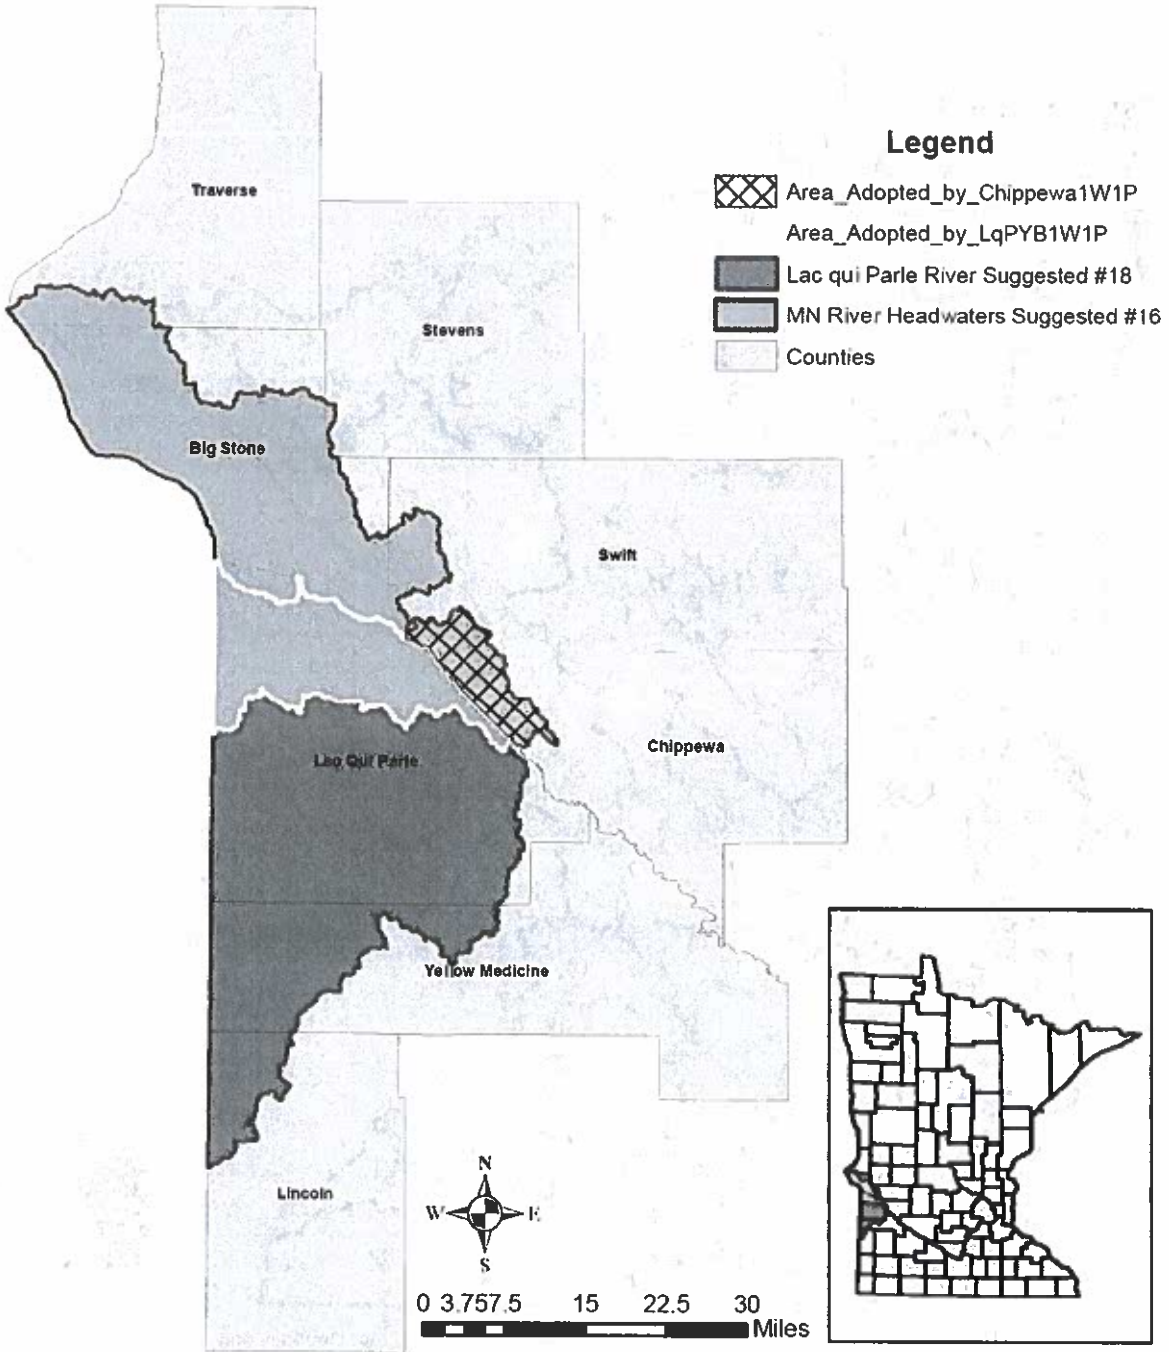 Legend
Area_Adopted_by_Chippewa1W1P
Area_Adopted_by_LqPYB1W1P
Lac qui Parle River Suggested #18
MN River Headwaters Suggested #16
Counties
Traverse
Stevens
Big Stone
Swift
Chippewa
Lac Qui Parle
Yellow Medicine
Lincoln
N
W E
S
0 3.757.5 15 22.5 30
Miles